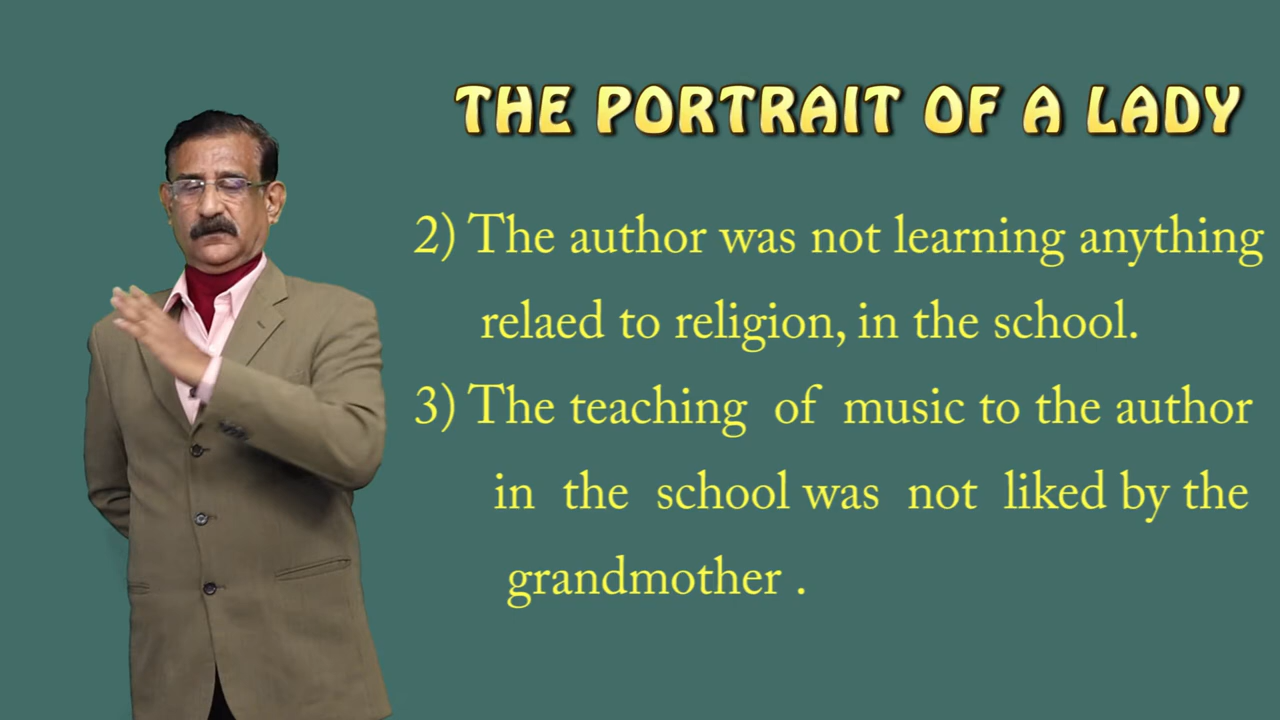 THE PORTRAIT OF A LADY
2) The author was not learning anything
relaed to religion, in the school.
3) The teaching of music to the author
in the school was not liked by the
grandmother .